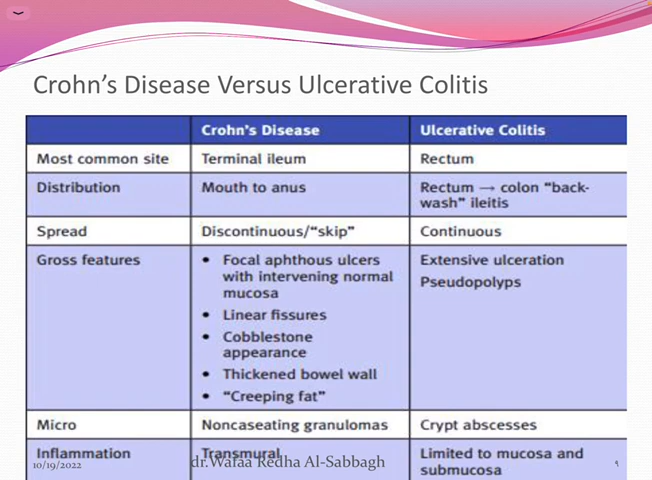 Crohn’s Disease Versus Ulcerative Colitis
Crohn’s Disease Ulcerative Colitis
Most common site Terminal ileum Rectum
Distribution Mouth to anus Rectum → colon “back-
wash” ileitis
Spread Discontinuous/“skip” Continuous
Gross features • Focal aphthous ulcers Extensive ulceration
with intervening normal Pseudopolyps
mucosa
• Linear fissures
• Cobblestone
appearance
• Thickened bowel wall
• “Creeping fat”
Micro Noncaseating granulomas Crypt abscesses
Inflammation Transmural Limited to mucosa and
submucosa
10/19/2022 dr.Wafaa Redha Al-Sabbagh ٩